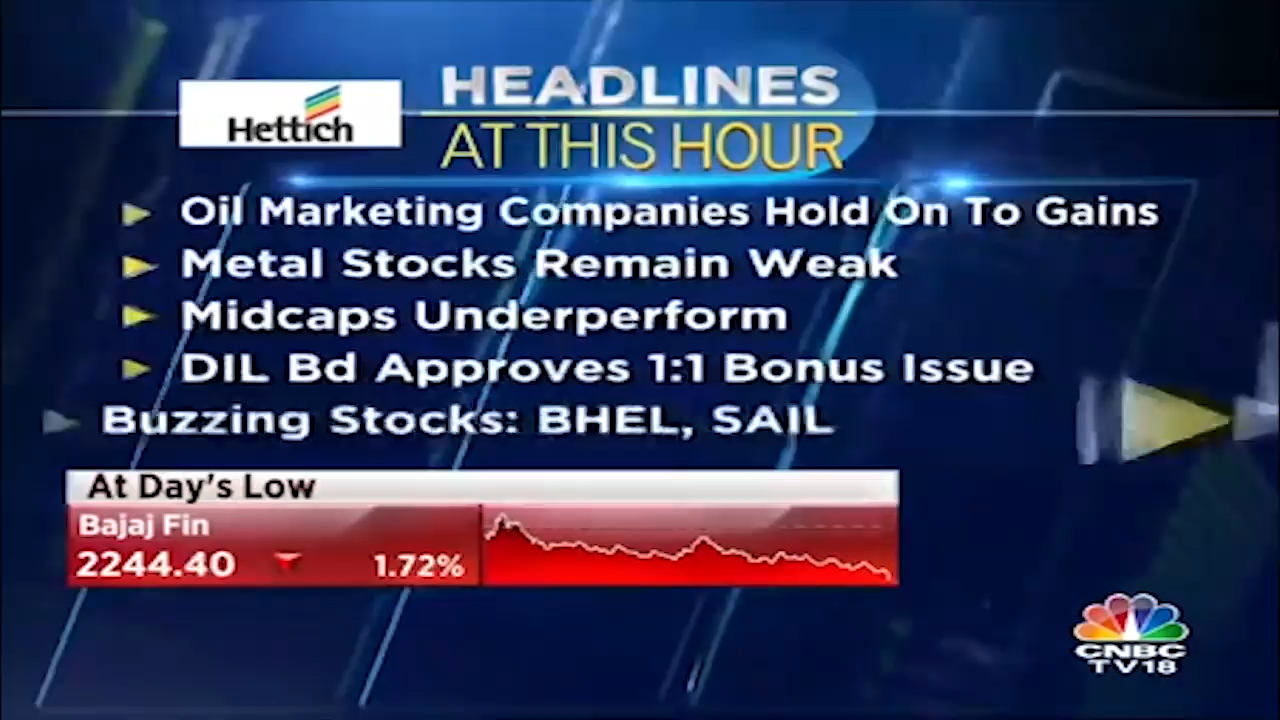 Hettich
HEADLINES
AT THIS HOUR
Oil Marketing Companies Hold On To Gains
Metal Stocks Remain Weak
Midcaps Underperform
DIL Bd Approves 1:1 Bonus Issue
Buzzing Stocks: BHEL, SAIL
At Day's Low
Bajaj Fin
2244.40 1.72%
CNBC
TV18